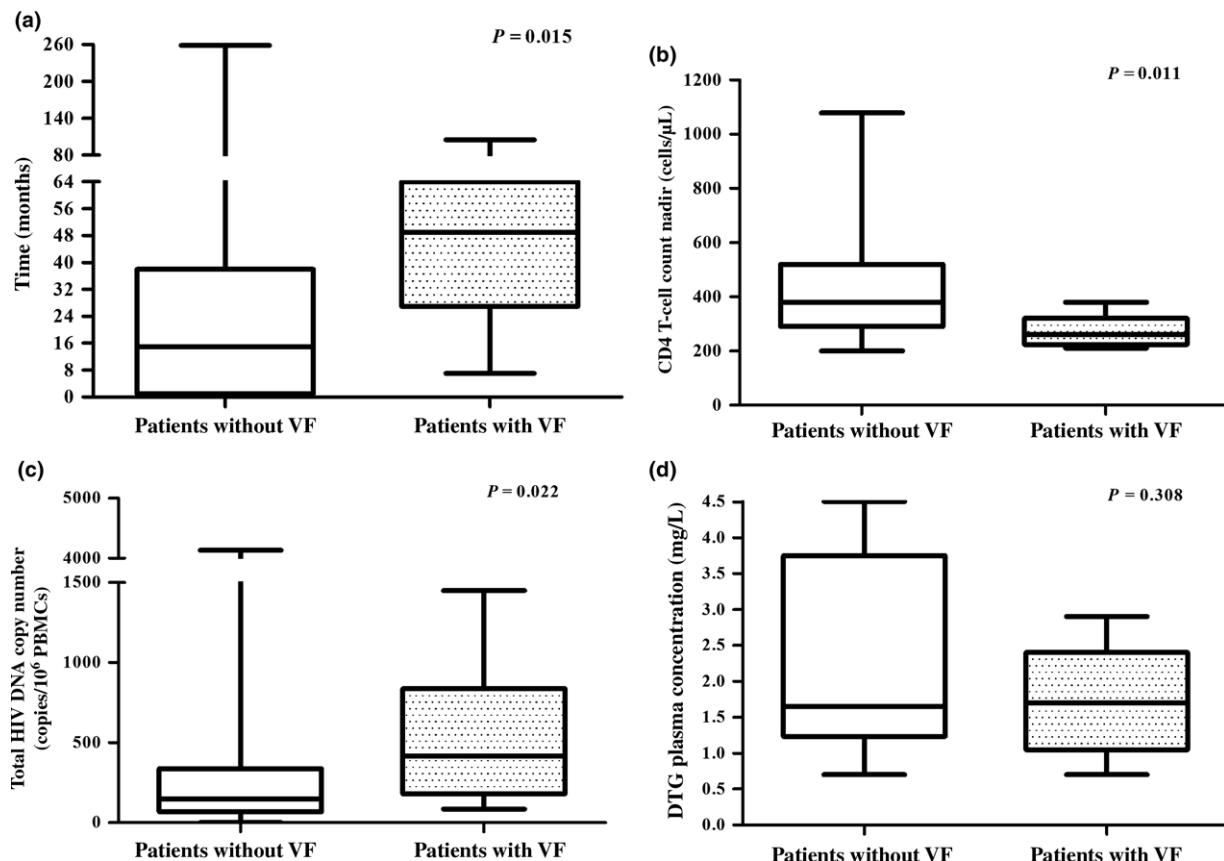 (a)
P = 0.015
Time (months)
260
200
140
80
64
56
48
40
32
24
16
8
0
Patients without VF
Patients with VF
(b)
P = 0.011
CD4 T-cell count nadir (cells/µL)
1200
1000
800
600
400
200
0
Patients without VF
Patients with VF
(c)
P = 0.022
Total HIV DNA copy number
(copies/10⁶ PBMCs)
5000
4000
1500
1000
500
0
Patients without VF
Patients with VF
(d)
P = 0.308
DTG plasma concentration (mg/L)
4.5
4.0
3.5
3.0
2.5
2.0
1.5
1.0
0.5
0.0
Patients without VF
Patients with VF